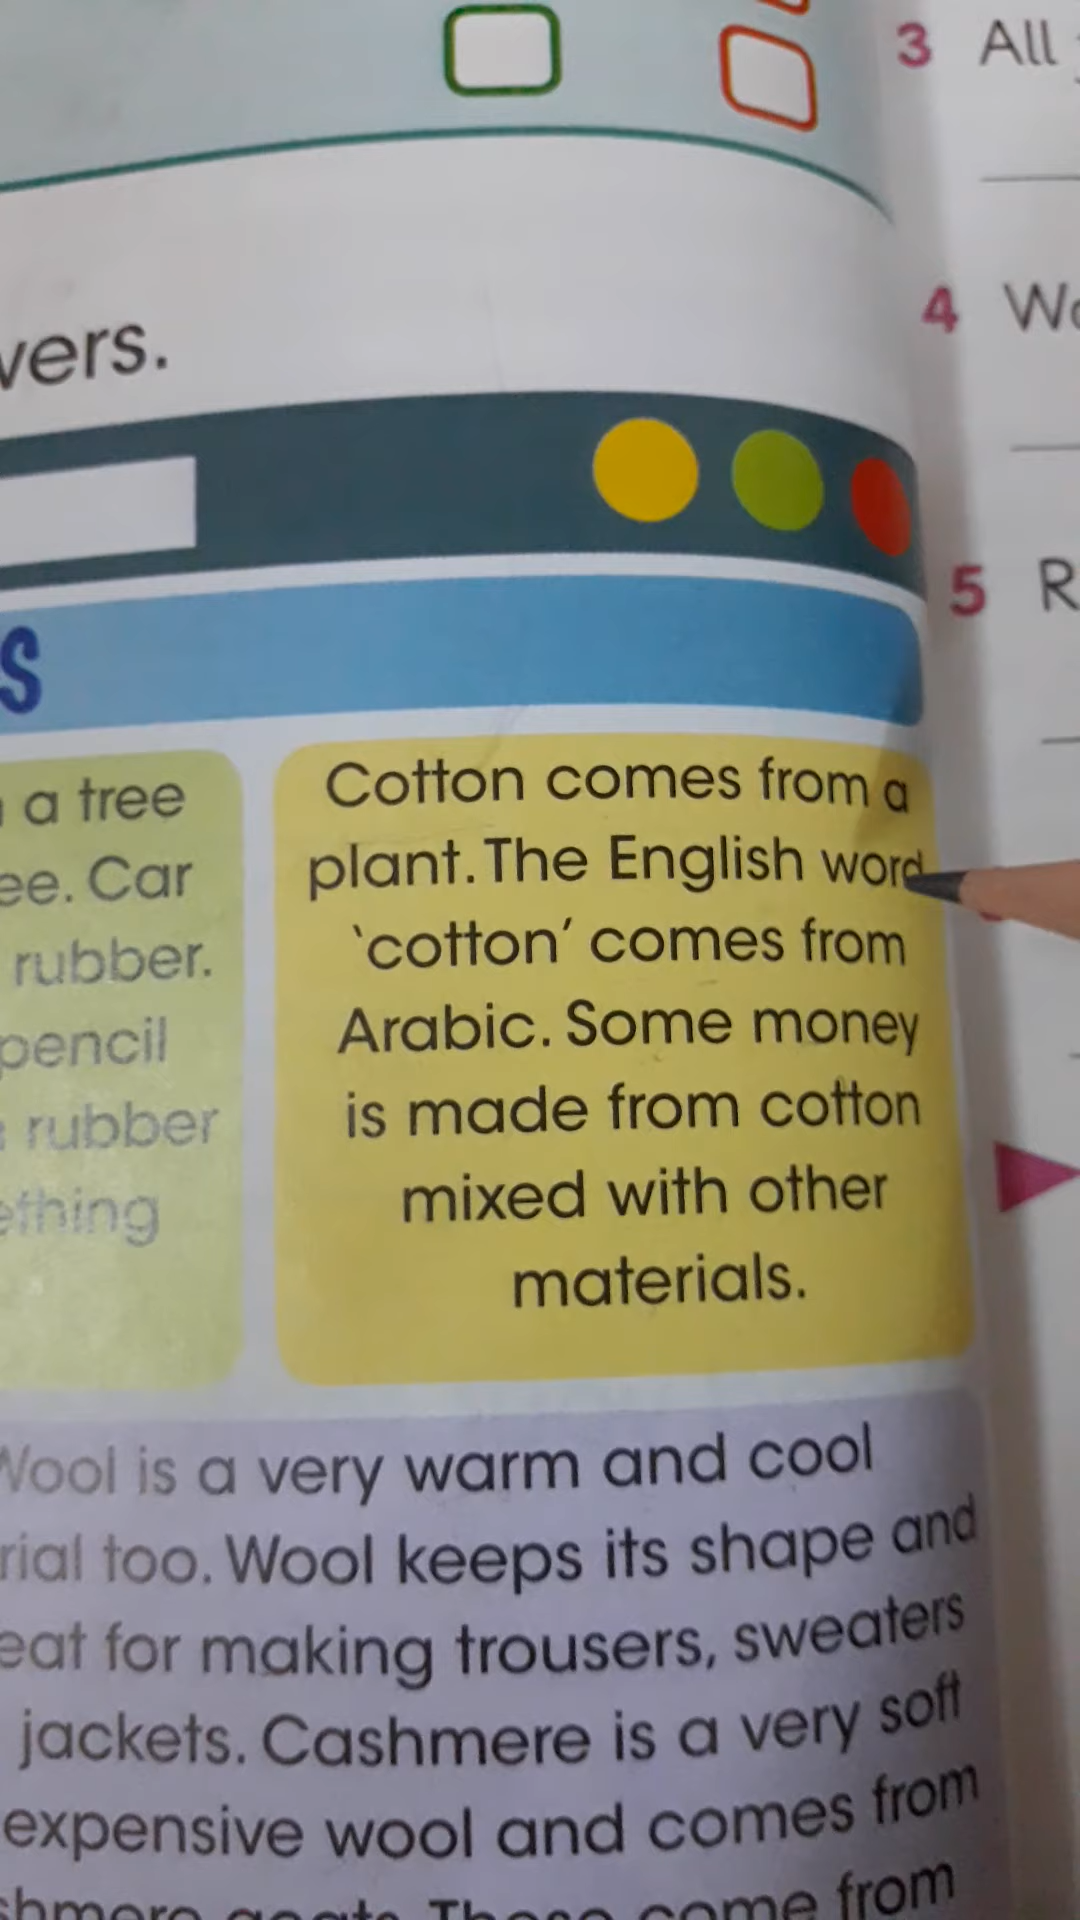 3 All
4
vers.
5 R
s
a tree
ee. Car
rubber.
pencil
rubber
ething
Cotton comes from a
plant. The English word
'cotton' comes from
Arabic. Some money
is made from cotton
mixed with other
materials.
Wool is a very warm and cool
rial too. Wool keeps its shape and
eat for making trousers, sweaters
jackets. Cashmere is a very soft
expensive wool and comes from
from